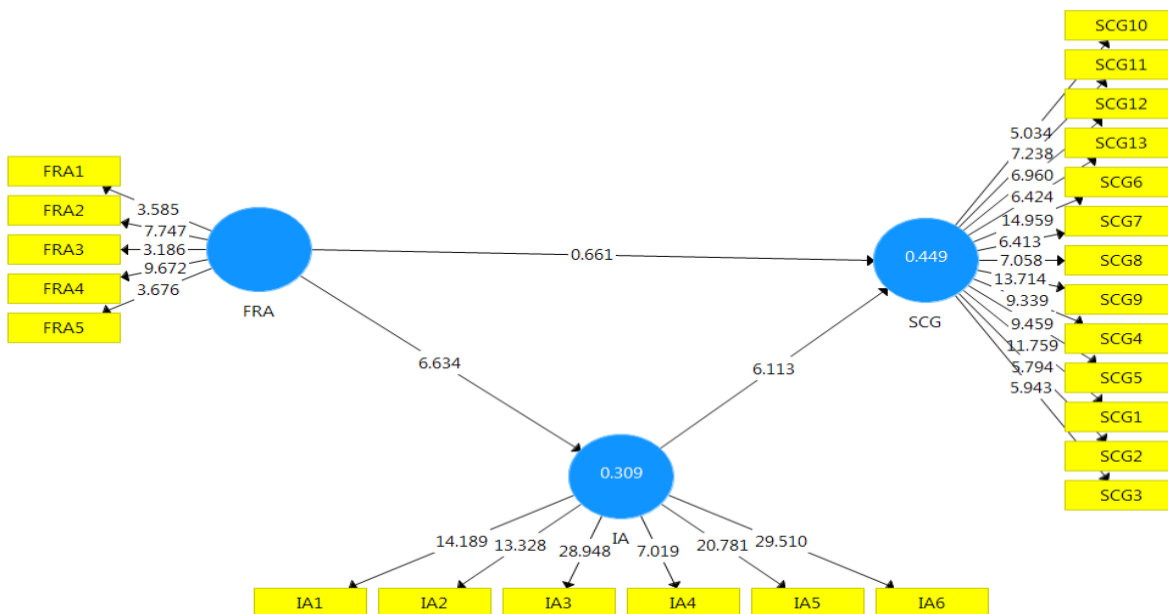 SCG10
SCG11
SCG12
SCG13
SCG6
SCG7
SCG8
SCG9
SCG4
SCG5
SCG1
SCG2
SCG3
5.034
7.238
6.960
6.424
14.959
6.413
7.058
13.714
9.339
9.459
11.759
5.794
5.943
0.449
SCG
FRA1
FRA2
FRA3
FRA4
FRA5
3.585
7.747
3.186
9.672
3.676
FRA
0.661
6.634
6.113
0.309
IA
14.189
13.328
28.948
7.019
20.781
29.510
IA1
IA2
IA3
IA4
IA5
IA6